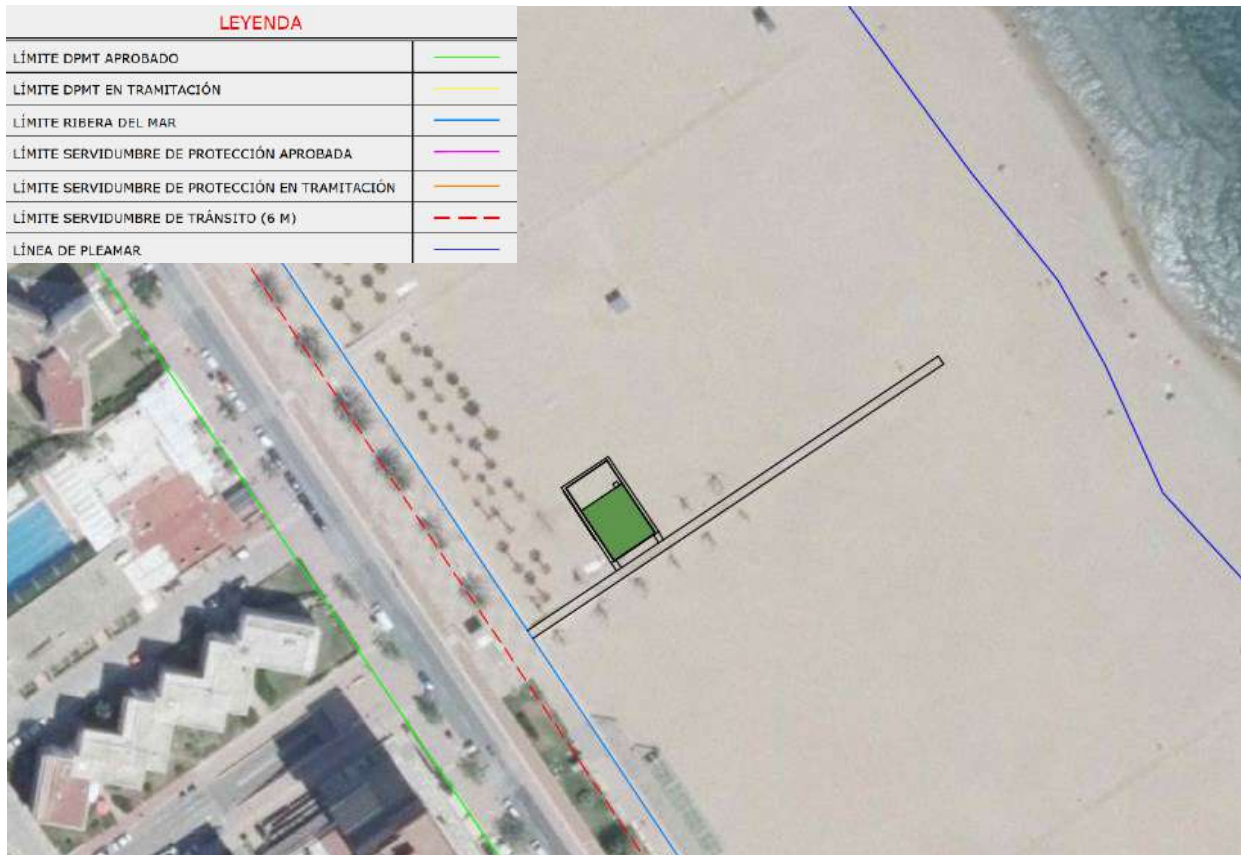 LEYENDA
LÍMITE DPMT APROBADO
LÍMITE DPMT EN TRAMITACIÓN
LÍMITE RIBERA DEL MAR
LÍMITE SERVIDUMBRE DE PROTECCIÓN APROBADA
LÍMITE SERVIDUMBRE DE PROTECCIÓN EN TRAMITACIÓN
LÍMITE SERVIDUMBRE DE TRÁNSITO (6 M)
LÍNEA DE PLEAMAR